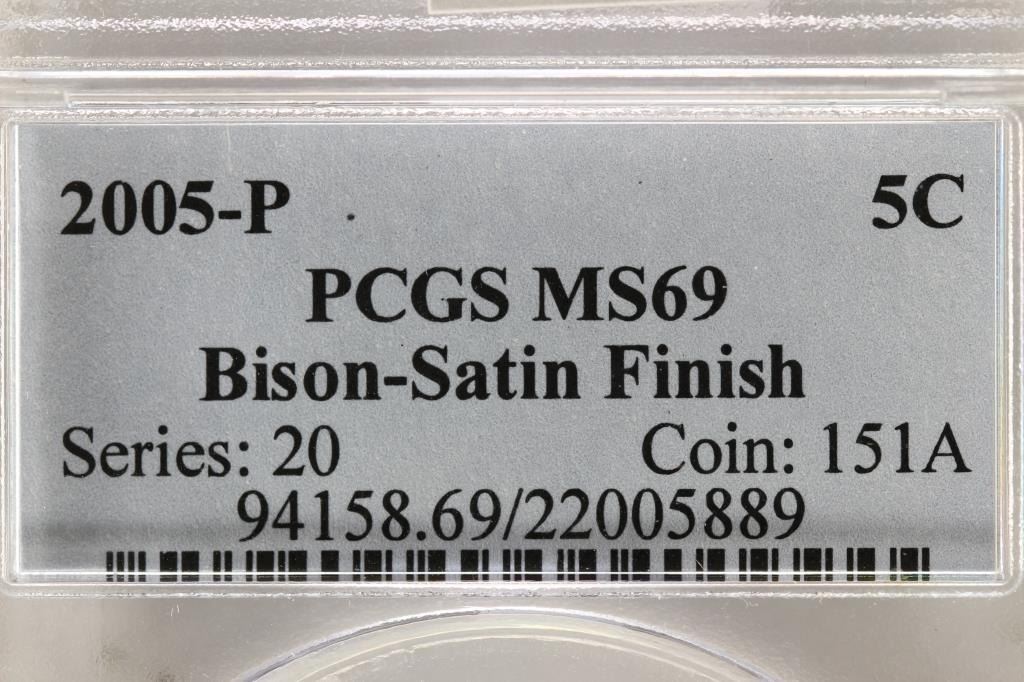 2005-P 5C
PCGS MS69
Bison-Satin Finish
Series: 20 Coin: 151A
94158.69/22005889